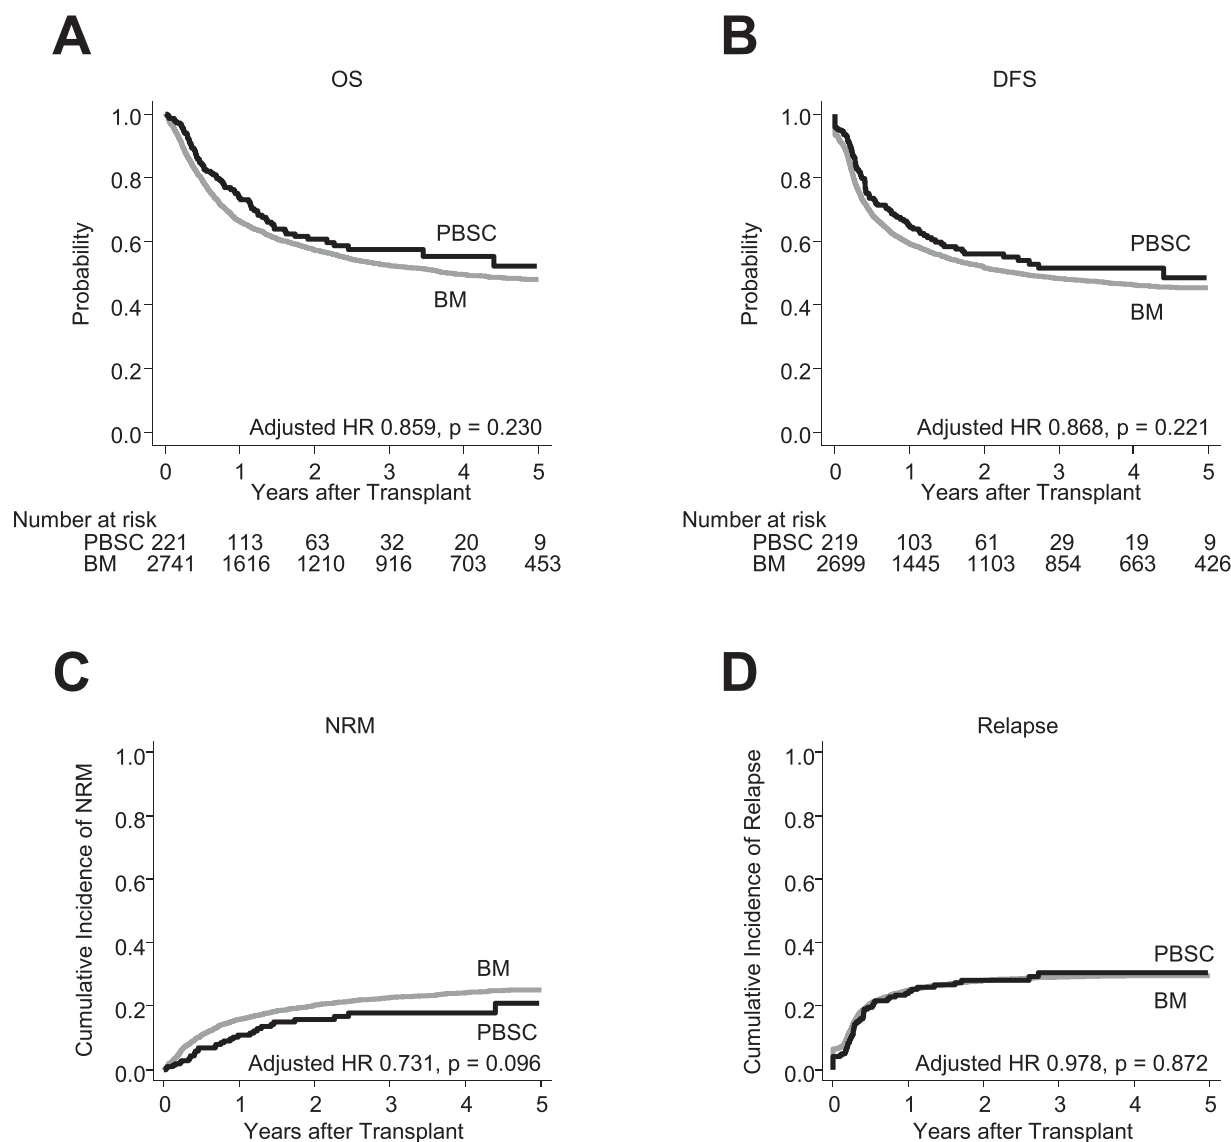 A
OS
Probability
1.0
0.8
0.6
0.4
0.2
0.0
PBSC
BM
Adjusted HR 0.859, p = 0.230
0 1 2 3 4 5
Years after Transplant
Number at risk
PBSC 221 113 63 32 20 9
BM 2741 1616 1210 916 703 453
B
DFS
Probability
1.0
0.8
0.6
0.4
0.2
0.0
PBSC
BM
Adjusted HR 0.868, p = 0.221
0 1 2 3 4 5
Years after Transplant
Number at risk
PBSC 219 103 61 29 19 9
BM 2699 1445 1103 854 663 426
C
NRM
Cumulative Incidence of NRM
1.0
0.8
0.6
0.4
0.2
0.0
BM
PBSC
Adjusted HR 0.731, p = 0.096
0 1 2 3 4 5
Years after Transplant
D
Relapse
Cumulative Incidence of Relapse
1.0
0.8
0.6
0.4
0.2
0.0
PBSC
BM
Adjusted HR 0.978, p = 0.872
0 1 2 3 4 5
Years after Transplant